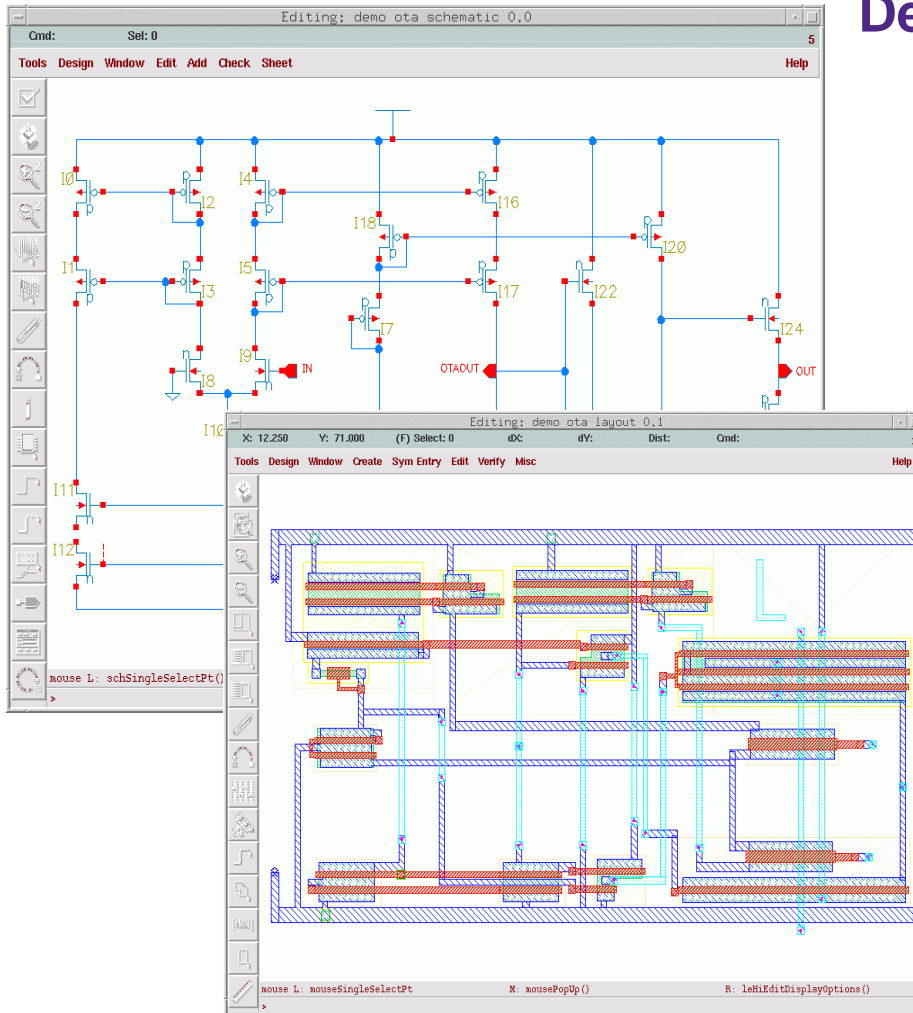 De
Editing: demo ota schematic 0.0
Cmd: Sel: 0
5
Tools Design Window Edit Add Check Sheet Help
I0 p
p I2
I4 p
p I16
I18 p
p I20
I1 p
p I3
I5 p
p I17
n I22
p I7
n I24
n I8
I9 n
IN
OTAOUT
OUT
I10
I11 n
I12 n
mouse L: schSingleSelectPt()
>
Editing: demo ota layout 0.1
X: 12.250 Y: 71.000 (F) Select: 0 dX: dY: Dist: Cmd:
Tools Design Window Create Sym Entry Edit Verify Misc Help
mouse L: mouseSingleSelectPt M: mousePopUp() R: leHiEditDisplayOptions()
>